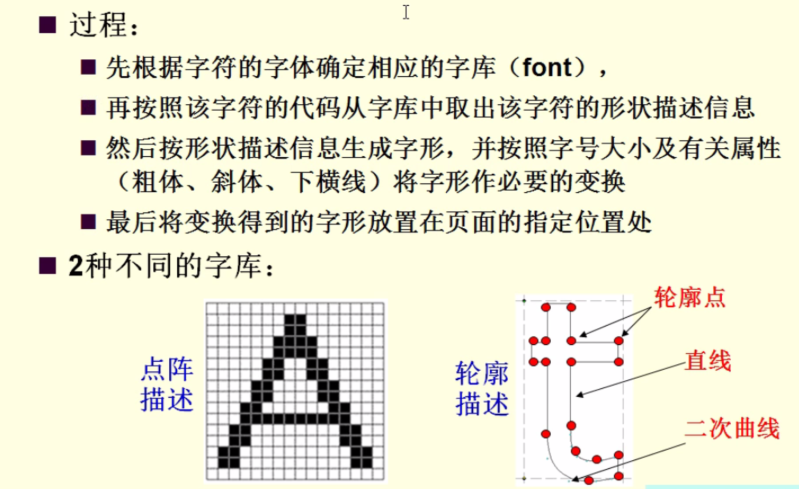 过程：
先根据字符的字体确定相应的字库（font），
再按照该字符的代码从字库中取出该字符的形状描述信息
然后按形状描述信息生成字形，并按照字号大小及有关属性
（粗体、斜体、下横线）将字形作必要的变换
最后将变换得到的字形放置在页面的指定位置处
2种不同的字库：
点阵
描述
轮廓
描述
轮廓点
直线
二次曲线